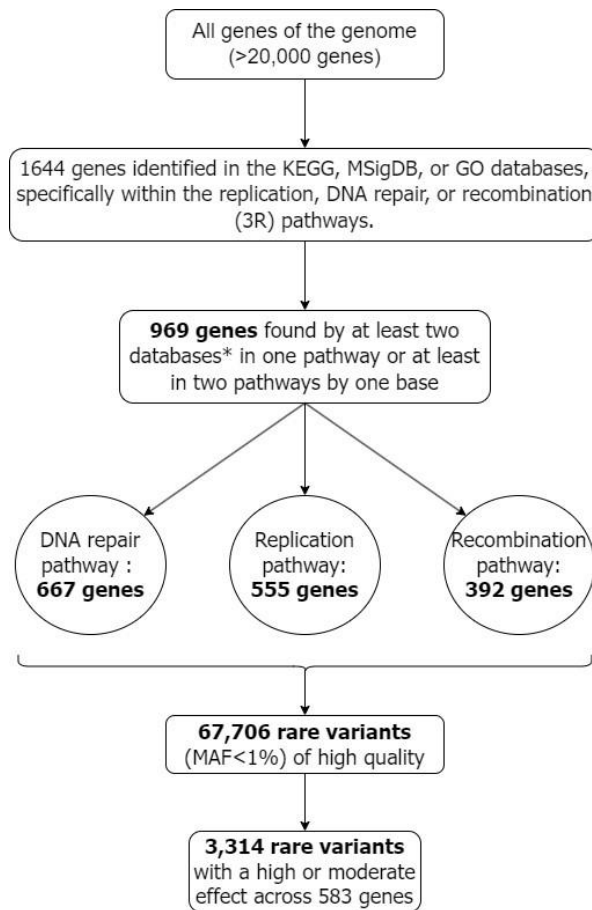 All genes of the genome
(>20,000 genes)
1644 genes identified in the KEGG, MSigDB, or GO databases,
specifically within the replication, DNA repair, or recombination
(3R) pathways.
969 genes found by at least two
databases* in one pathway or at least
in two pathways by one base
DNA repair
pathway :
667 genes
Replication
pathway:
555 genes
Recombination
pathway:
392 genes
67,706 rare variants
(MAF<1%) of high quality
3,314 rare variants
with a high or moderate
effect across 583 genes